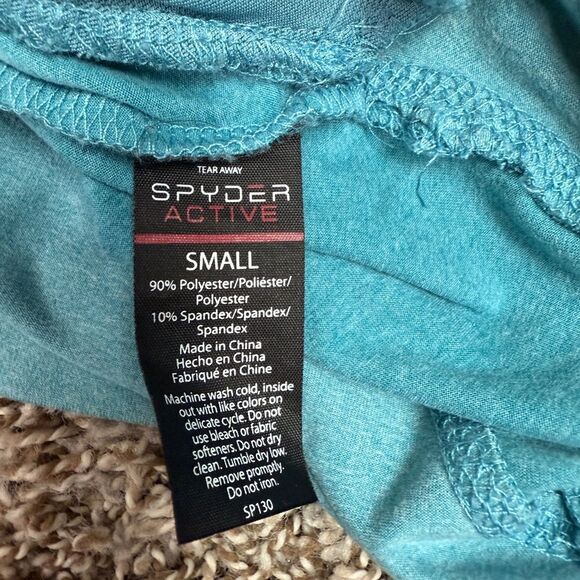 TEAR AWAY
SPYDER
ACTIVE
SMALL
90% Polyester/Poliéster/
Polyester
10% Spandex/Spandex/
Spandex
Made in China
Hecho en China
Fabriqué en Chine
Machine wash cold, inside
out with like colors on
delicate cycle. Do not
use bleach or fabric
softeners. Do not dry
clean. Tumble dry low.
Remove promptly.
Do not iron.
SP130